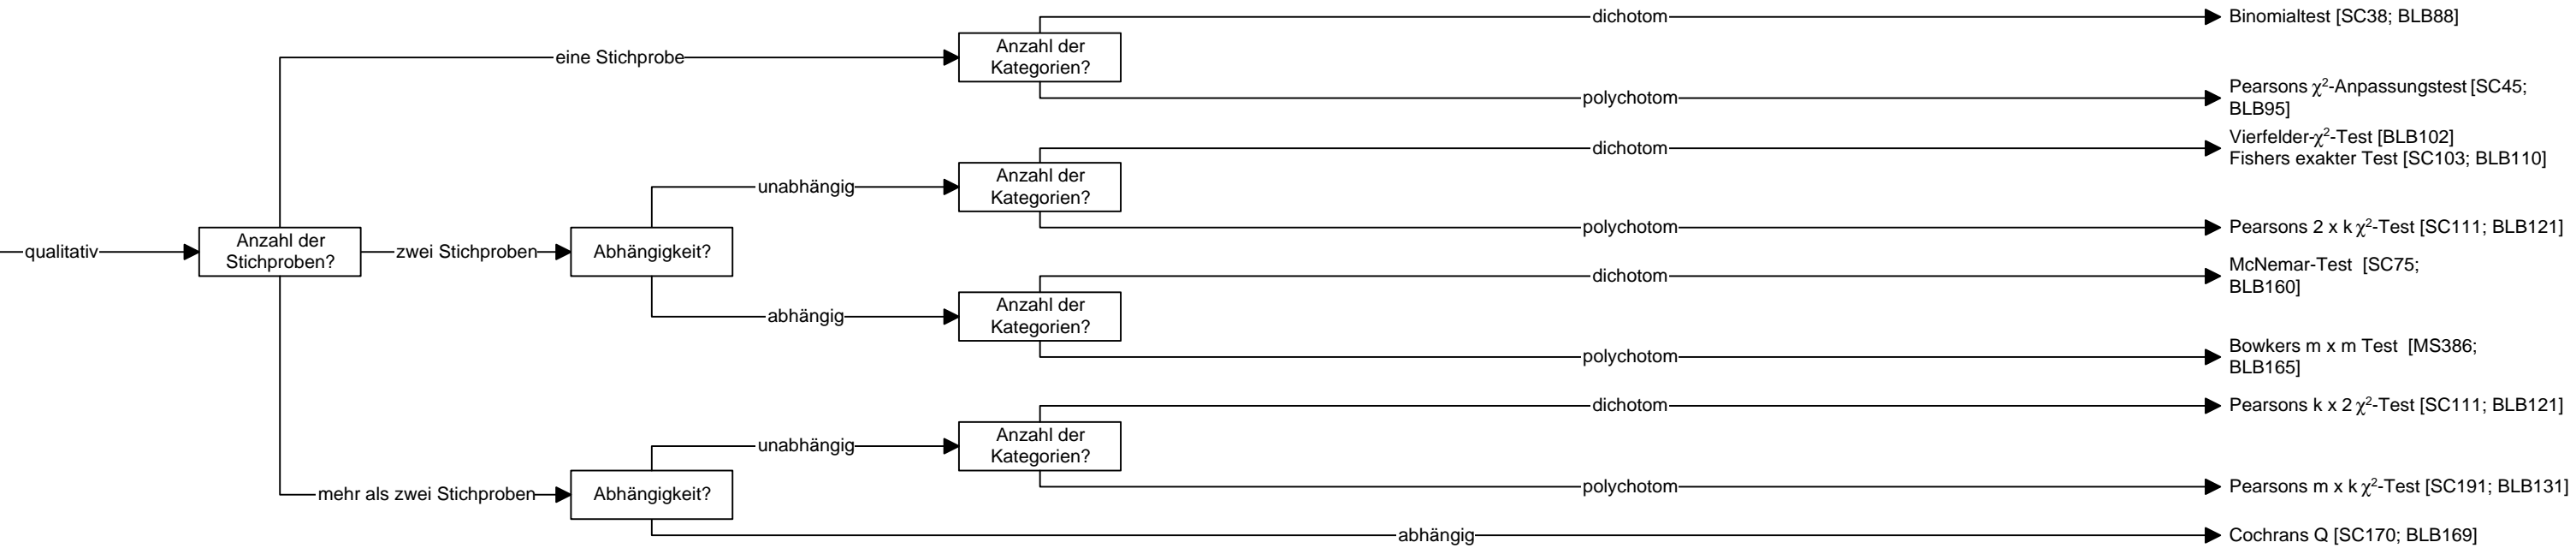 dichotom
Binomialtest [SC38; BLB88]
eine Stichprobe
Anzahl der
Kategorien?
polychotom
Pearsons χ²-Anpassungstest [SC45;
BLB95]
dichotom
Vierfelder-χ²-Test [BLB102]
Fishers exakter Test [SC103; BLB110]
unabhängig
Anzahl der
Kategorien?
polychotom
Pearsons 2 x k χ²-Test [SC111; BLB121]
qualitativ
Anzahl der
Stichproben?
zwei Stichproben
Abhängigkeit?
dichotom
McNemar-Test [SC75;
BLB160]
abhängig
Anzahl der
Kategorien?
polychotom
Bowkers m x m Test [MS386;
BLB165]
dichotom
Pearsons k x 2 χ²-Test [SC111; BLB121]
unabhängig
Anzahl der
Kategorien?
mehr als zwei Stichproben
Abhängigkeit?
polychotom
Pearsons m x k χ²-Test [SC191; BLB131]
abhängig
Cochrans Q [SC170; BLB169]